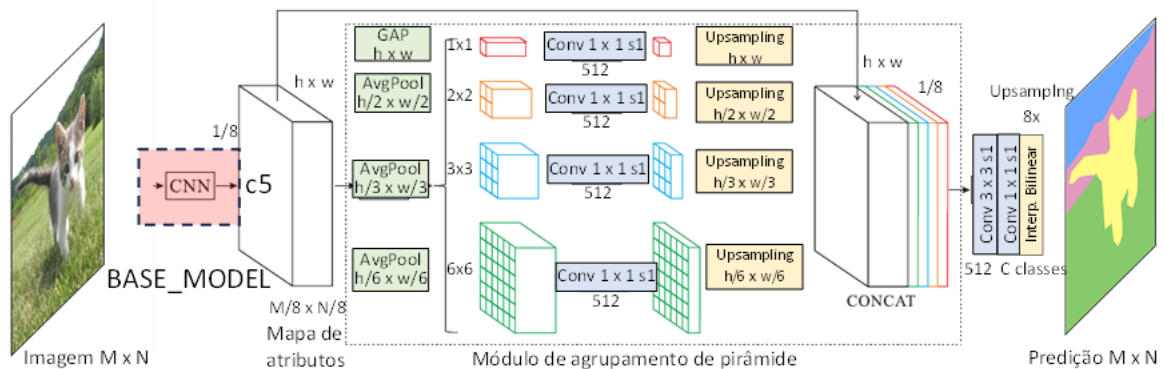 Imagem M x N
BASE_MODEL
CNN
c5
1/8
h x w
M/8 x N/8
Mapa de
atributos
GAP
h x w
AvgPool
h/2 x w/2
AvgPool
h/3 x w/3
AvgPool
h/6 x w/6
1x1
2x2
3x3
6x6
Conv 1 x 1 s1
512
Conv 1 x 1 s1
512
Conv 1 x 1 s1
512
Conv 1 x 1 s1
512
Upsampling
h x w
Upsampling
h/2 x w/2
Upsampling
h/3 x w/3
Upsampling
h/6 x w/6
Módulo de agrupamento de pirâmide
h x w
1/8
CONCAT
Upsamplng
8x
Conv 3 x 3 s1
Conv 1 x 1 s1
Interp. Bilinear
512
C classes
Predição M x N